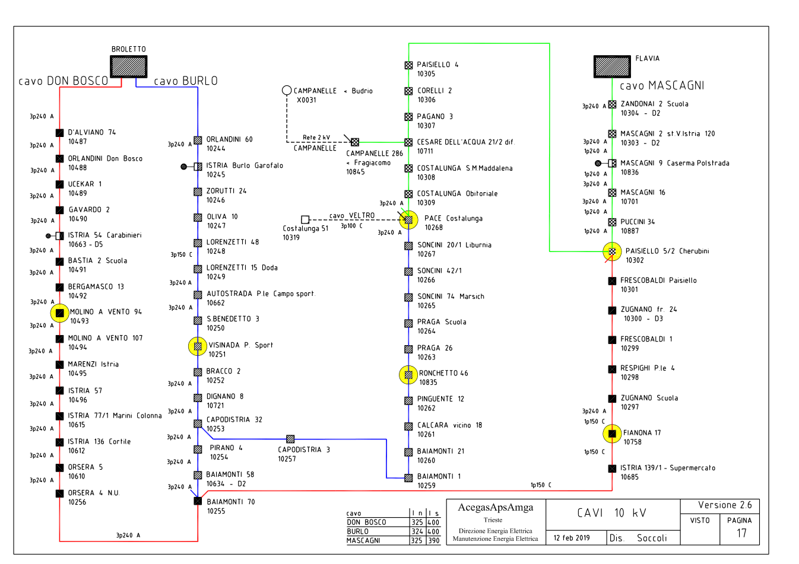 BROLETTO
cavo DON BOSCO
cavo BURLO
3p240 A
D'ALVIANO 74
10487
ORLANDINI Don Bosco
10488
UCEKAR 1
10489
3p240 A
GAVARDO 2
10490
3p240 A
ISTRIA 54 Carabinieri
10663 - D5
3p240 A
BASTIA 2 Scuola
10491
3p240 A
BERGAMASCO 13
10492
3p240 A
MOLINO A VENTO 94
10493
3p240 A
MOLINO A VENTO 107
10494
3p240 A
MARENZI Istria
10495
3p240 A
ISTRIA 57
10496
3p240 A
ISTRIA 77/1 Marini Colonna
10615
3p240 A
ISTRIA 136 Cortile
10612
3p240 A
ORSERA 5
10610
3p240 A
ORSERA 4 N.U.
10256
3p240 A
3p240 A
ORLANDINI 60
10244
ISTRIA Burlo Garofalo
10245
ZORUTTI 24
10246
OLIVA 10
10247
LORENZETTI 48
10248
3p150 C
LORENZETTI 15 Doda
10249
3p240 A
AUTOSTRADA P.le Campo sport.
10662
3p240 A
S.BENEDETTO 3
10250
VISINADA P. Sport
10251
BRACCO 2
10252
3p240 A
DIGNANO 8
10721
3p240 A
CAPODISTRIA 32
10253
3p240 A
PIRANO 4
10254
3p240 A
BAIAMONTI 58
10634 - D2
3p240 A
BAIAMONTI 70
10255
CAPODISTRIA 3
10257
CAMPANELLE < Budrio
X0031
Rete 2 kV
CAMPANELLE
CAMPANELLE 286
< Fragiacomo
10845
cavo VELTRO
3p100 C
Costalunga 51
10319
PAISIELLO 4
10305
CORELLI 2
10306
PAGANO 3
10307
CESARE DELL'ACQUA 21/2 dif.
10711
COSTALUNGA S.M.Maddalena
10308
COSTALUNGA Obitoriale
10309
3p240 A
PACE Costalunga
10268
3p240 A
SONCINI 20/1 Liburnia
10267
SONCINI 42/1
10266
SONCINI 74 Marsich
10265
PRAGA Scuola
10264
PRAGA 26
10263
RONCHETTO 46
10835
PINGUENTE 12
10262
CALCARA vicino 18
10261
BAIAMONTI 21
10260
BAIAMONTI 1
10259
1p150 C
FLAVIA
cavo MASCAGNI
3p240 A
ZANDONAI 2 Scuola
10304 - D2
MASCAGNI 2 st V.Istria 120
10303 - D2
3p240 A
1p240 A
MASCAGNI 9 Caserma Polstrada
10836
1p240 A
3p240 A
MASCAGNI 16
10701
3p240 A
1p240 A
PUCCINI 34
10887
1p240 A
PAISIELLO 5/2 Cherubini
10302
FRESCOBALDI Paisiello
10301
ZUGNANO fr. 24
10300 - D3
FRESCOBALDI 1
10299
RESPIGHI P.le 4
10298
ZUGNANO Scuola
10297
3p240 A
1p150 C
FIANONA 17
10758
1p150 C
ISTRIA 139/1 - Supermercato
10685
cavo I n I s
DON BOSCO 325 400
BURLO 324 400
MASCAGNI 325 390
AcegasApsAmga
Trieste
Direzione Energia Elettrica
Manutenzione Energia Elettrica
CAVI 10 kV
12 feb 2019
Dis. Soccoli
Versione 2.6
VISTO
PAGINA
17